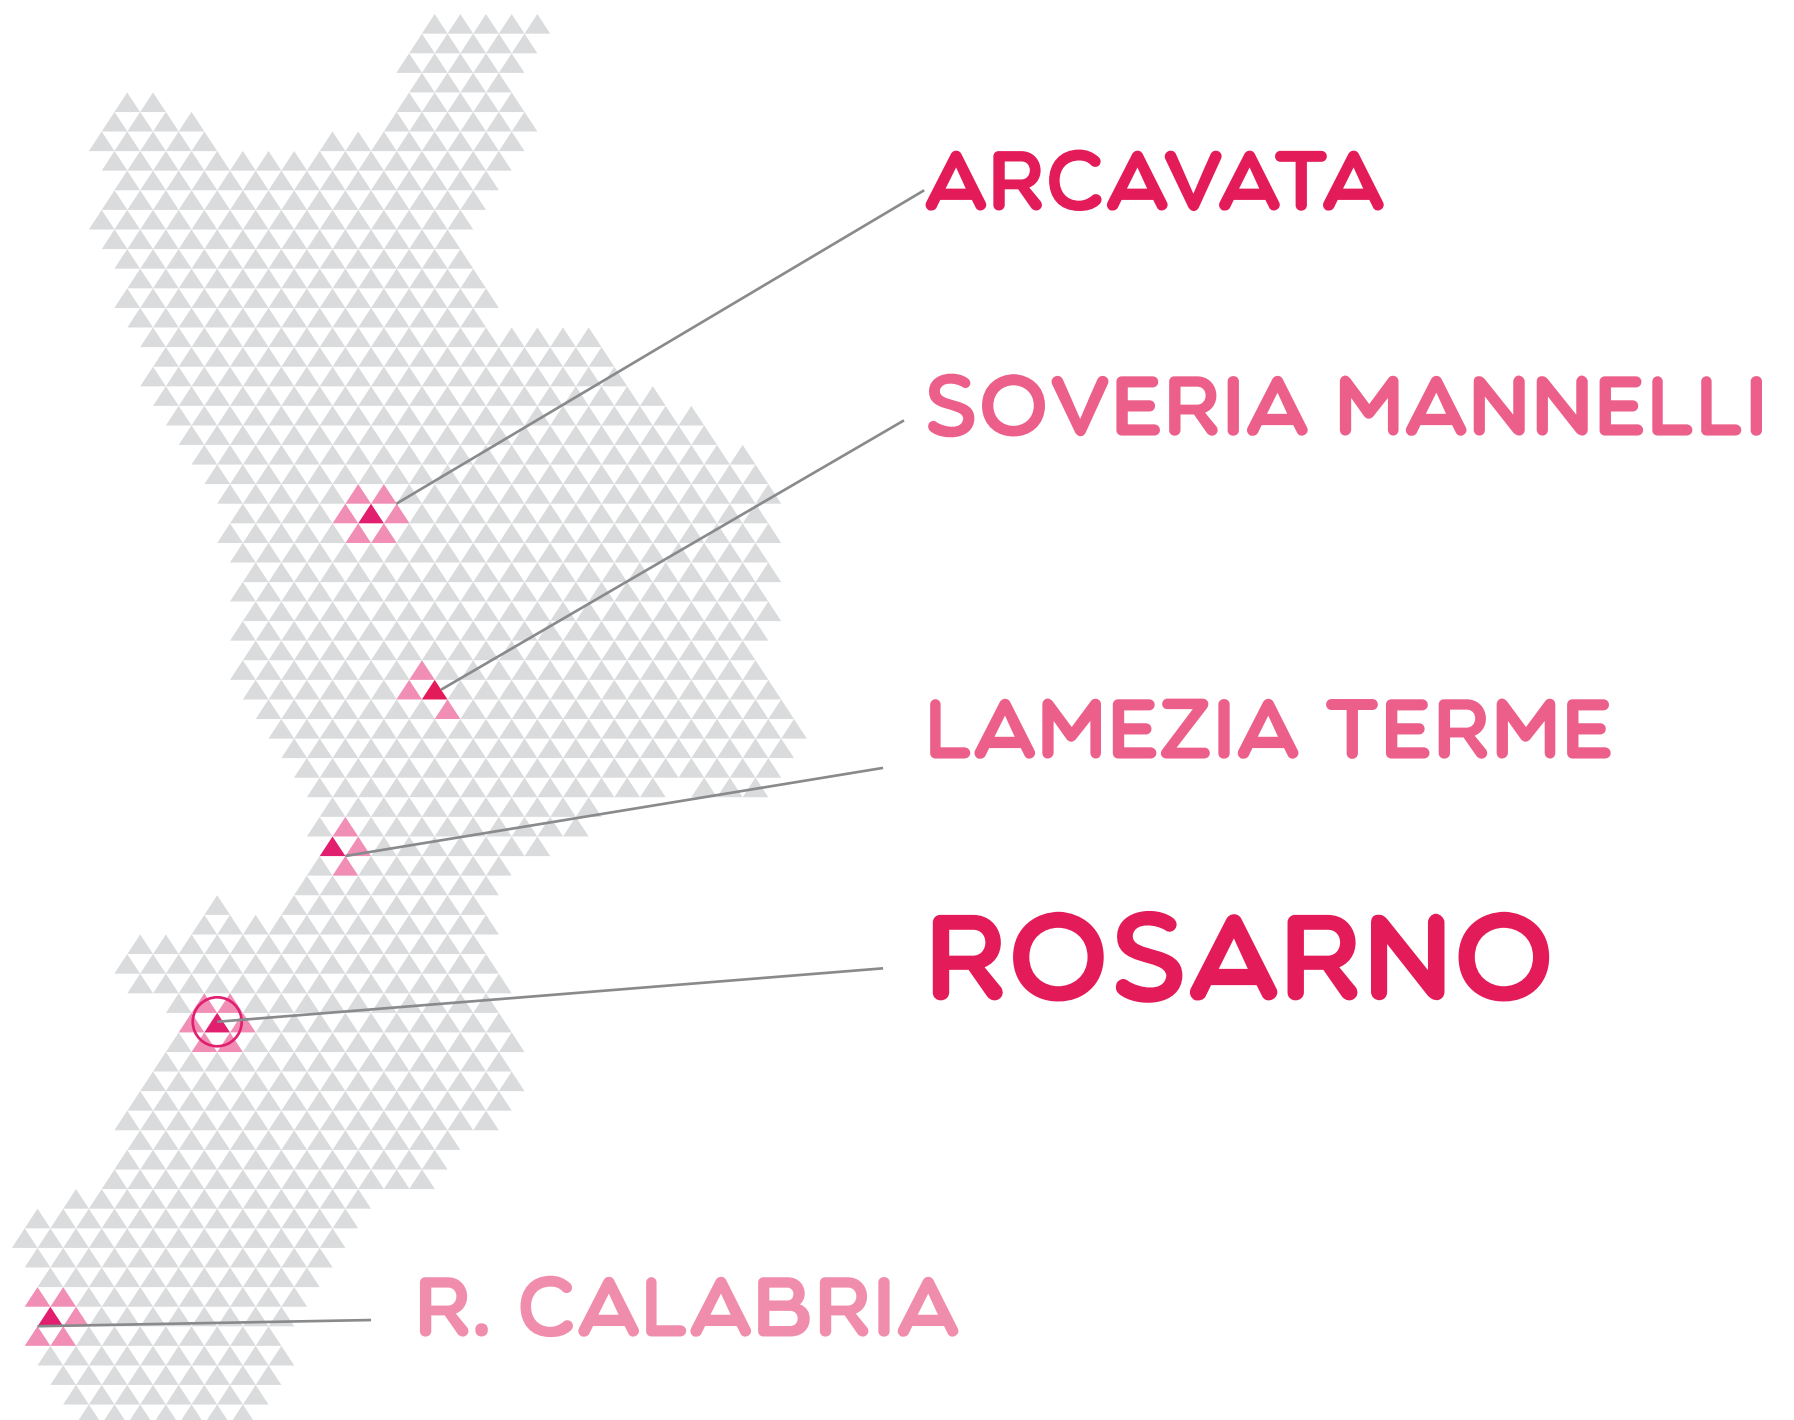 ARCAVATA
SOVERIA MANNELLI
LAMEZIA TERME
ROSARNO
R. CALABRIA